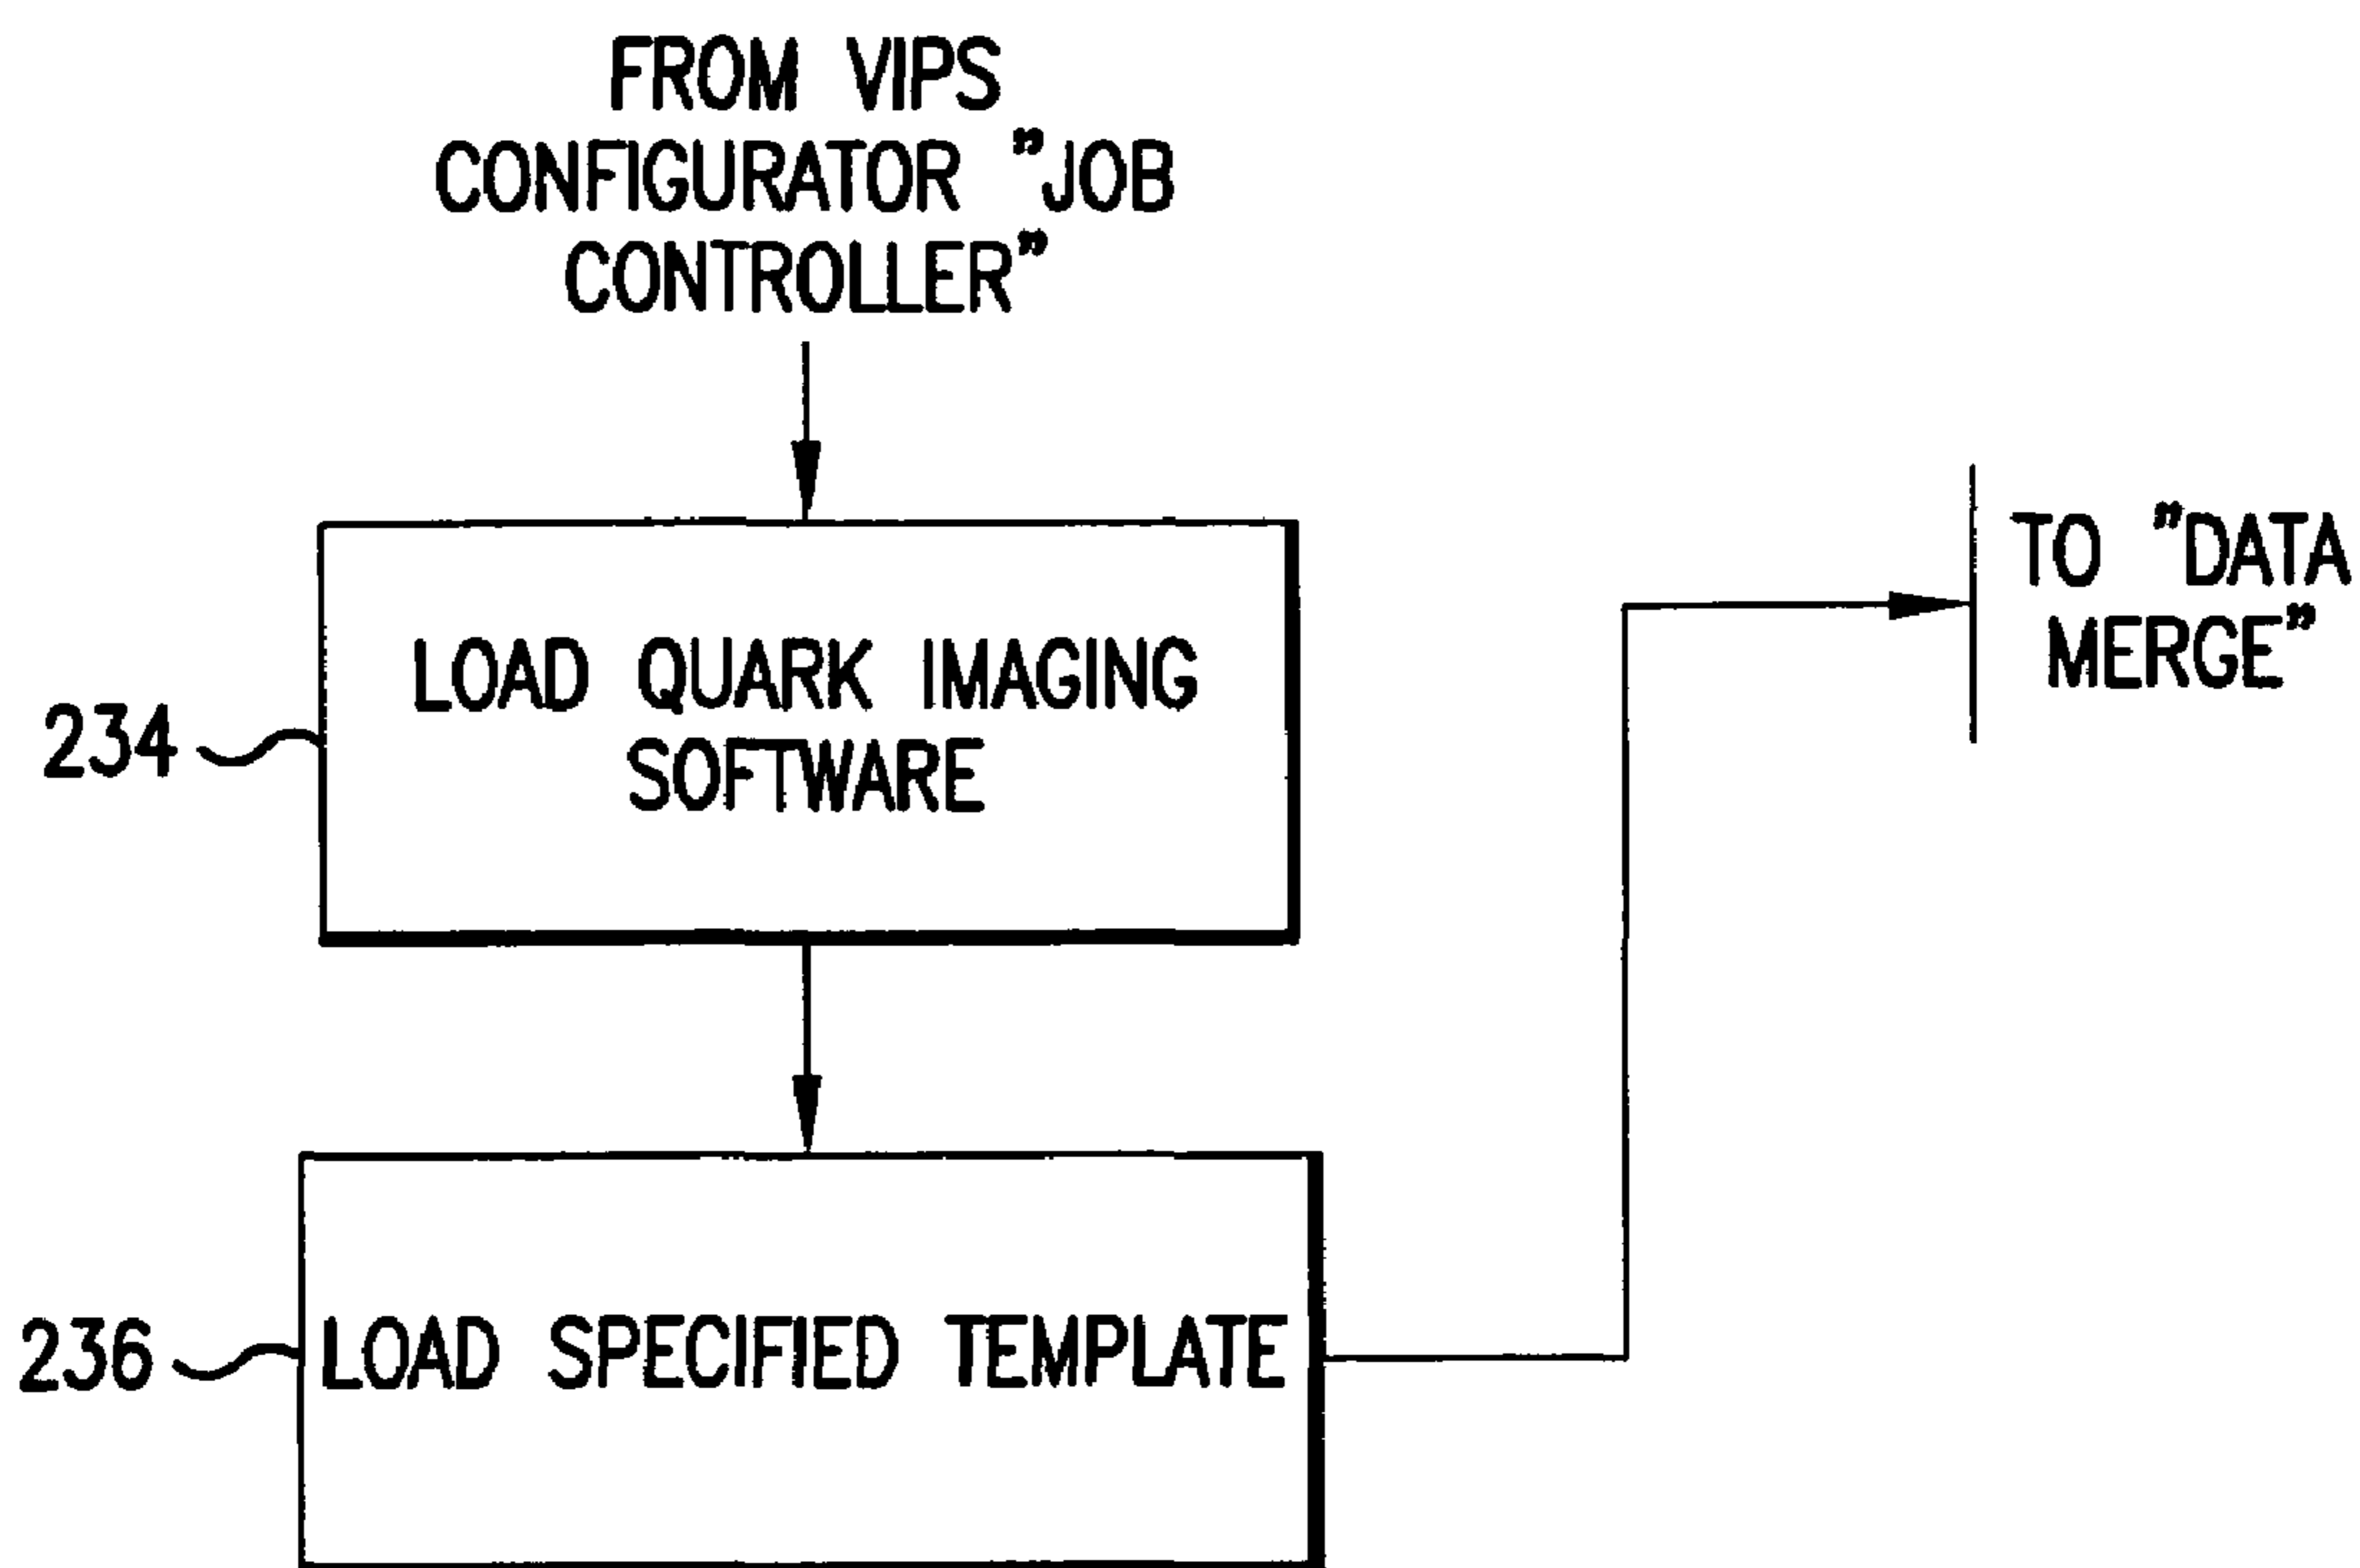 FROM VIPS
CONFIGURATOR "JOB
CONTROLLER"
TO "DATA
MERGE"
LOAD QUARK IMAGING
SOFTWARE
234
LOAD SPECIFIED TEMPLATE
236